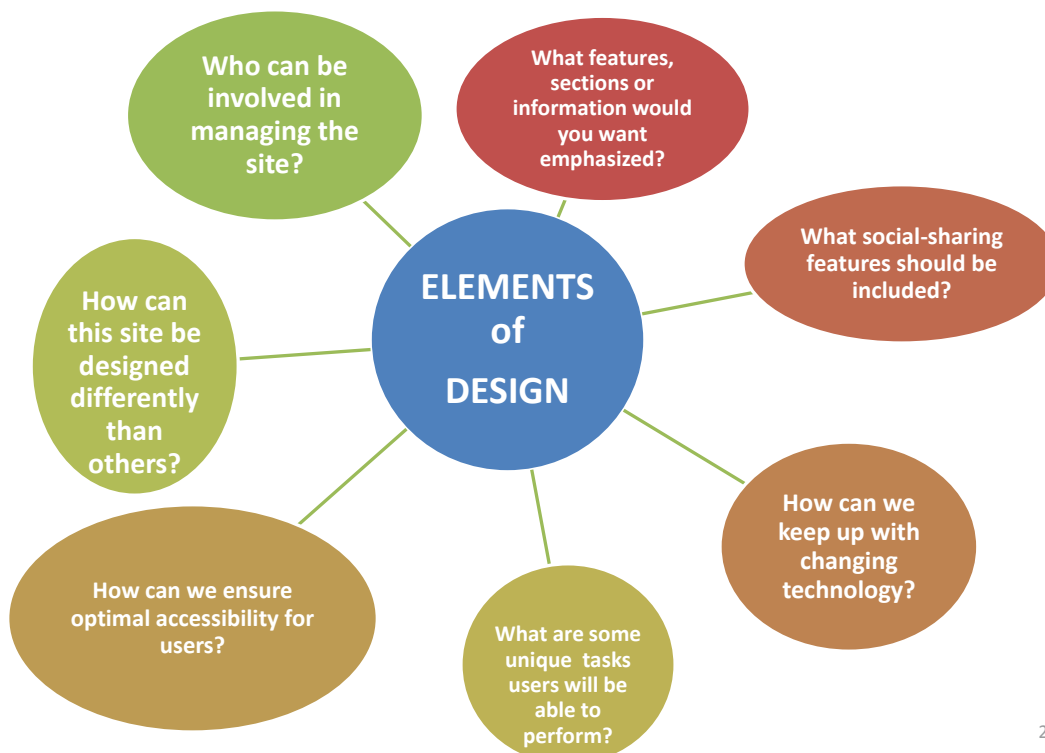 Who can be
involved in
managing the
site?
What features,
sections or
information would
you want
emphasized?
What social-sharing
features should be
included?
ELEMENTS
of
DESIGN
How can
this site be
designed
differently
than
others?
How can we
keep up with
changing
technology?
How can we ensure
optimal accessibility for
users?
What are some
unique tasks
users will be
able to
perform?
2